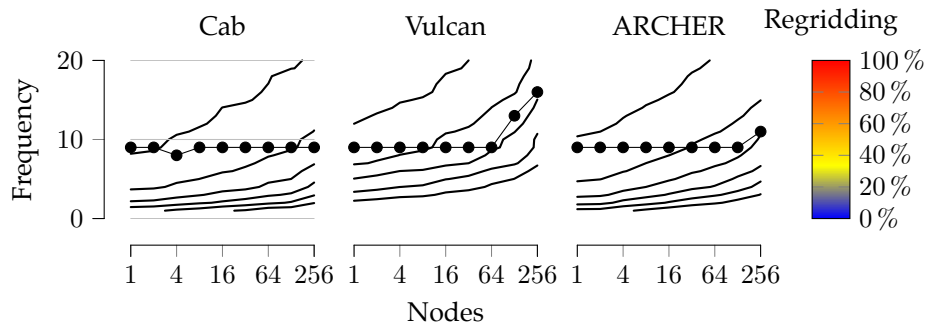 Cab Vulcan ARCHER Regridding
20
10
0
Frequency
100 %
80 %
60 %
40 %
20 %
0 %
1 4 16 64 256 1 4 16 64 256 1 4 16 64 256
Nodes